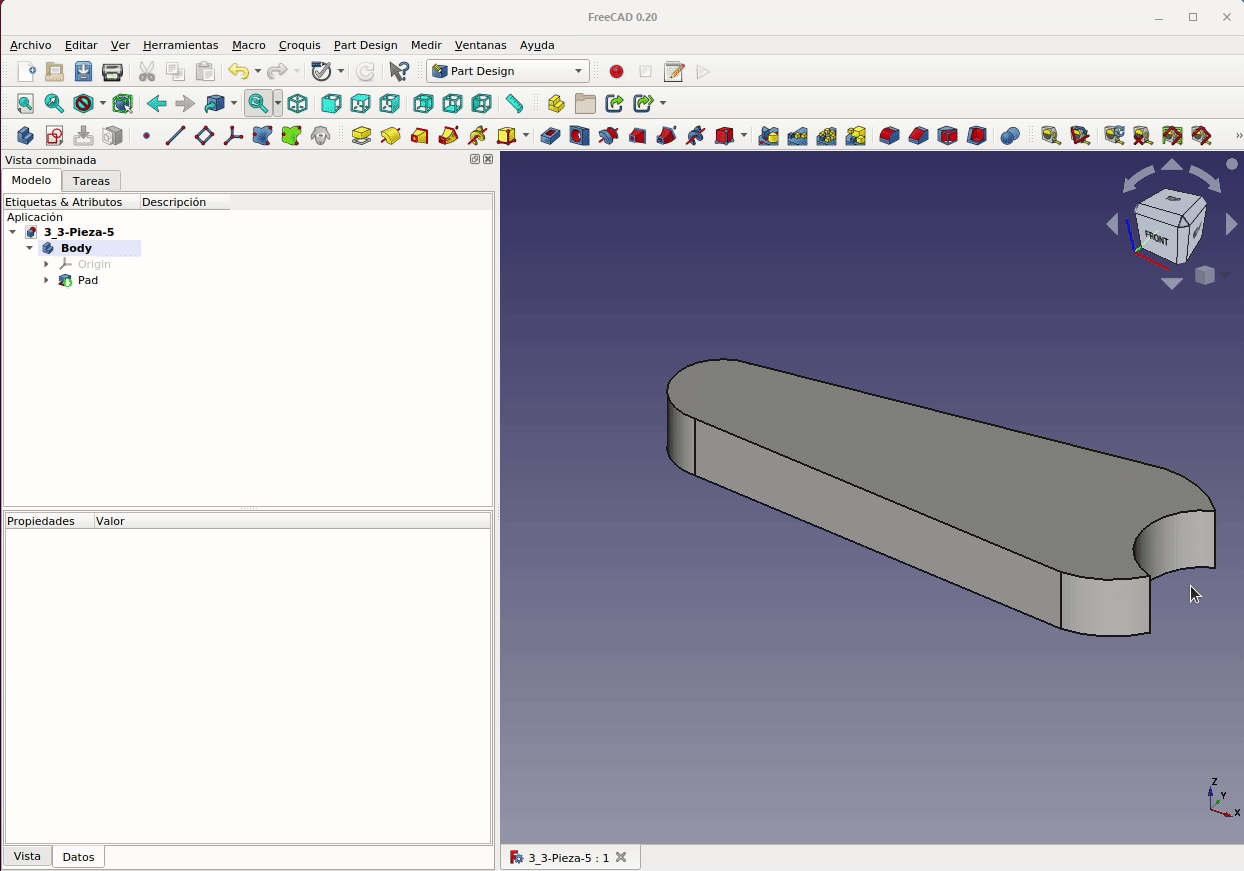 FreeCAD 0.20
Archivo Editar Ver Herramientas Macro Croquis Part Design Medir Ventanas Ayuda
Part Design
Vista combinada
Modelo Tareas
Etiquetas & Atributos Descripción
Aplicación
3_3-Pieza-5
Body
Origin
Pad
FRONT
Propiedades Valor
Z
Y
X
Vista Datos
3_3-Pieza-5 : 1